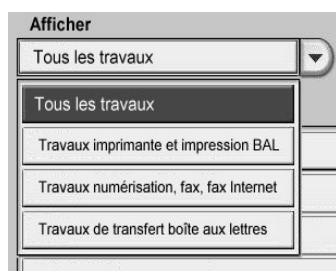 Afficher
Tous les travaux
Tous les travaux
Travaux imprimante et impression BAL
Travaux numérisation, fax, fax Internet
Travaux de transfert boîte aux lettres